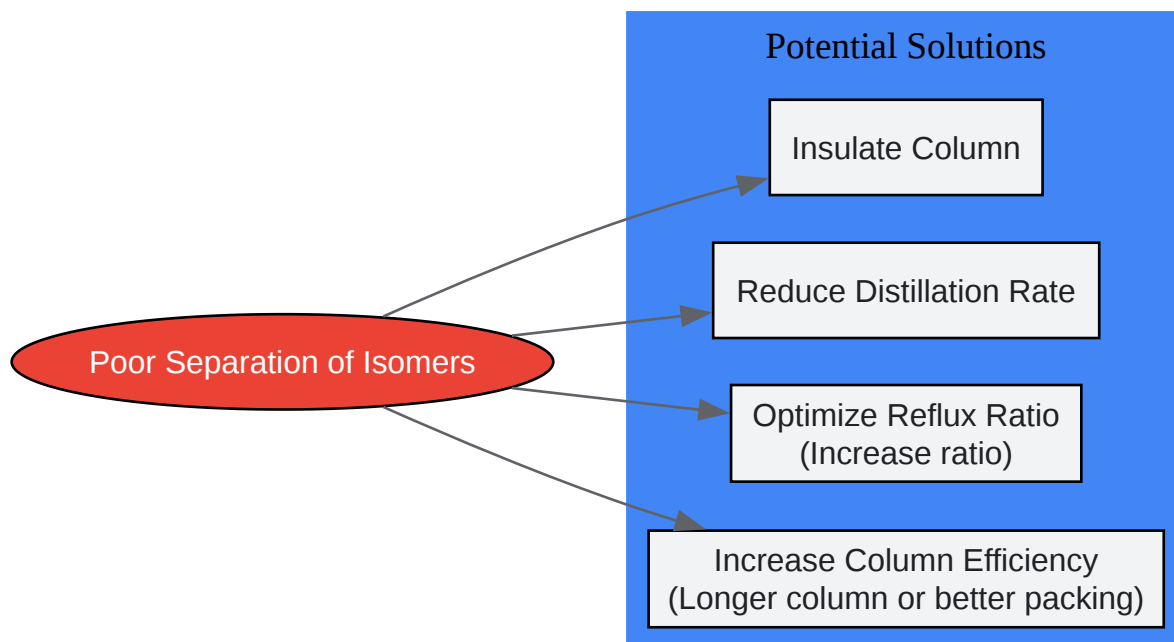 Potential Solutions
Insulate Column
Reduce Distillation Rate
Poor Separation of Isomers
Optimize Reflux Ratio
(Increase ratio)
Increase Column Efficiency
(Longer column or better packing)